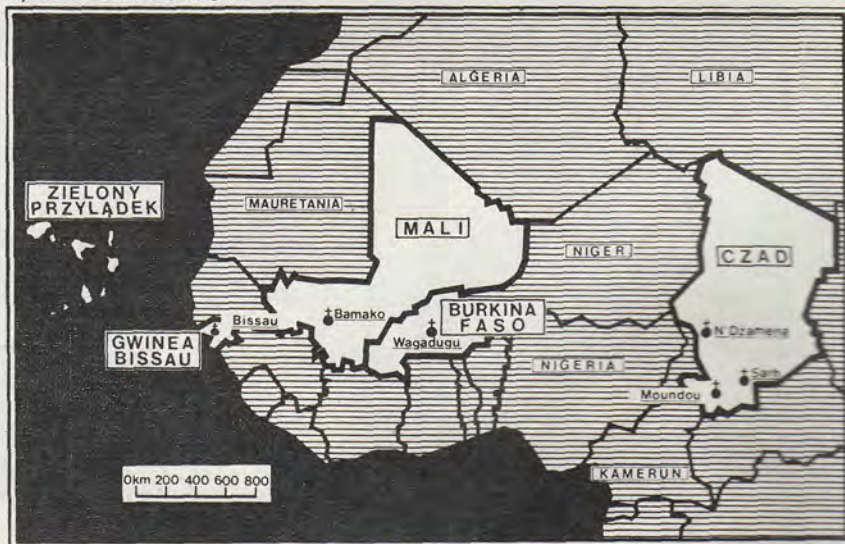 ALGERIA
LIBIA
ZIELONY
PRZYLĄDEK
MAURETANIA
MALI
NIGER
CZAD
GWINEA
BISSAU
Bissau
Bamako
BURKINA
FASO
Wagadugu
N'Dżamena
NIGERIA
Sarh
Moundou
KAMERUN
0km 200 400 600 800